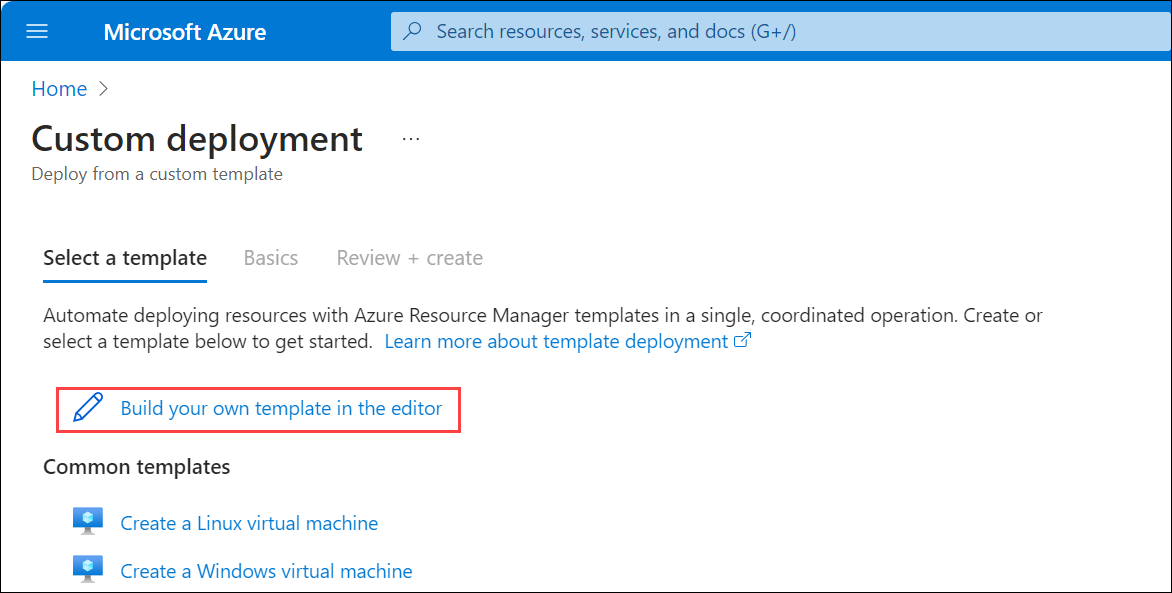 Microsoft Azure
Search resources, services, and docs (G+/)
Home
Custom deployment ...
Deploy from a custom template
Select a template Basics Review + create
Automate deploying resources with Azure Resource Manager templates in a single, coordinated operation. Create or
select a template below to get started. Learn more about template deployment
Build your own template in the editor
Common templates
Create a Linux virtual machine
Create a Windows virtual machine